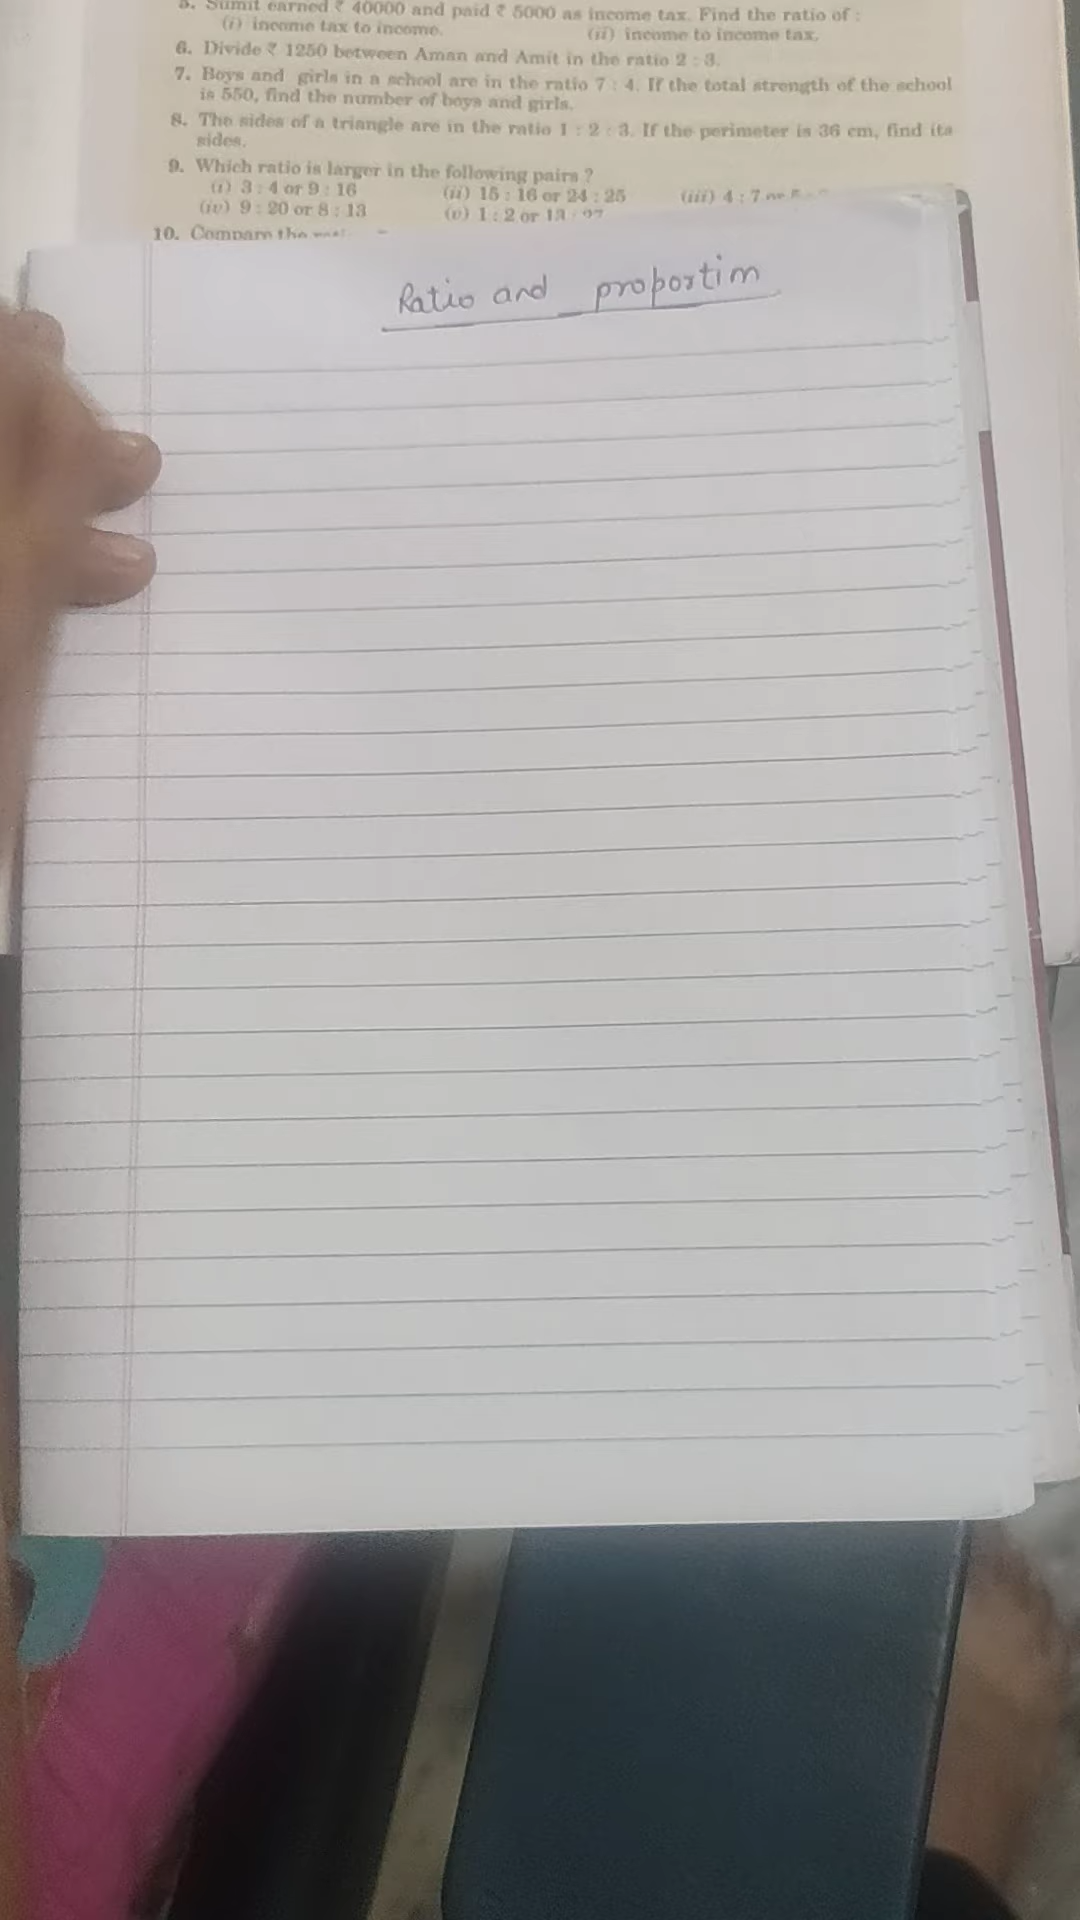 5. Sumit earned ₹ 40000 and paid ₹ 5000 as income tax. Find the ratio of :
(i) income tax to income. (ii) income to income tax.
6. Divide ₹ 1250 between Aman and Amit in the ratio 2 : 3.
7. Boys and girls in a school are in the ratio 7 : 4. If the total strength of the school
is 550, find the number of boys and girls.
8. The sides of a triangle are in the ratio 1 : 2 : 3. If the perimeter is 36 cm, find its
sides.
9. Which ratio is larger in the following pairs ?
(i) 3 : 4 or 9 : 16 (ii) 15 : 16 or 24 : 25 (iii) 4 : 7 or
(iv) 9 : 20 or 8 : 13 (v) 1 : 2 or 13 : 27
10. Compare the
Ratio and proportion